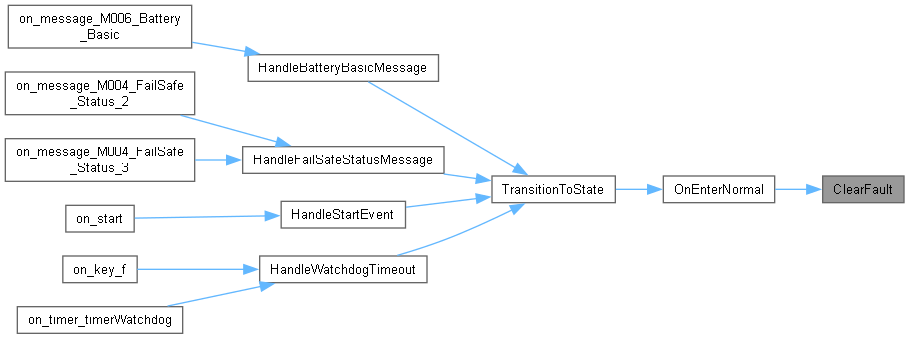 on_message_M006_Battery
_Basic
HandleBatteryBasicMessage
on_message_M004_FailSafe
_Status_2
on_message_M004_FailSafe
_Status_3
HandleFailSafeStatusMessage
TransitionToState
OnEnterNormal
ClearFault
on_start
HandleStartEvent
on_key_f
HandleWatchdogTimeout
on_timer_timerWatchdog